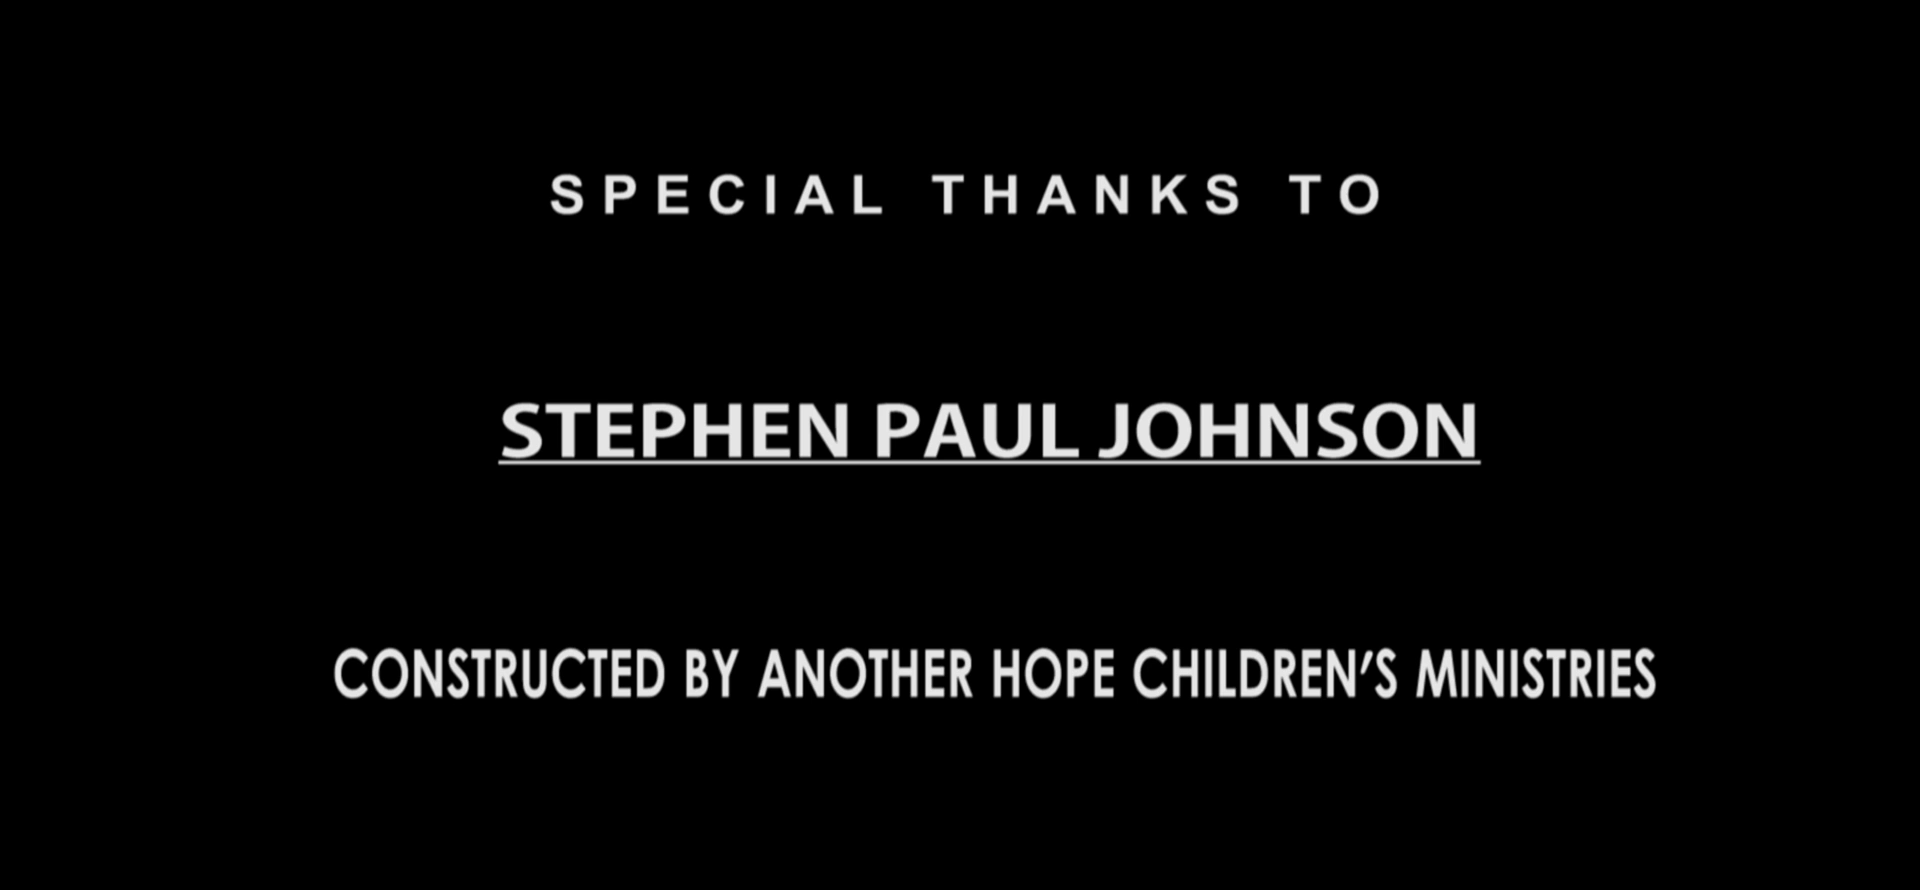 SPECIAL THANKS TO
STEPHEN PAUL JOHNSON
CONSTRUCTED BY ANOTHER HOPE CHILDREN'S MINISTRIES